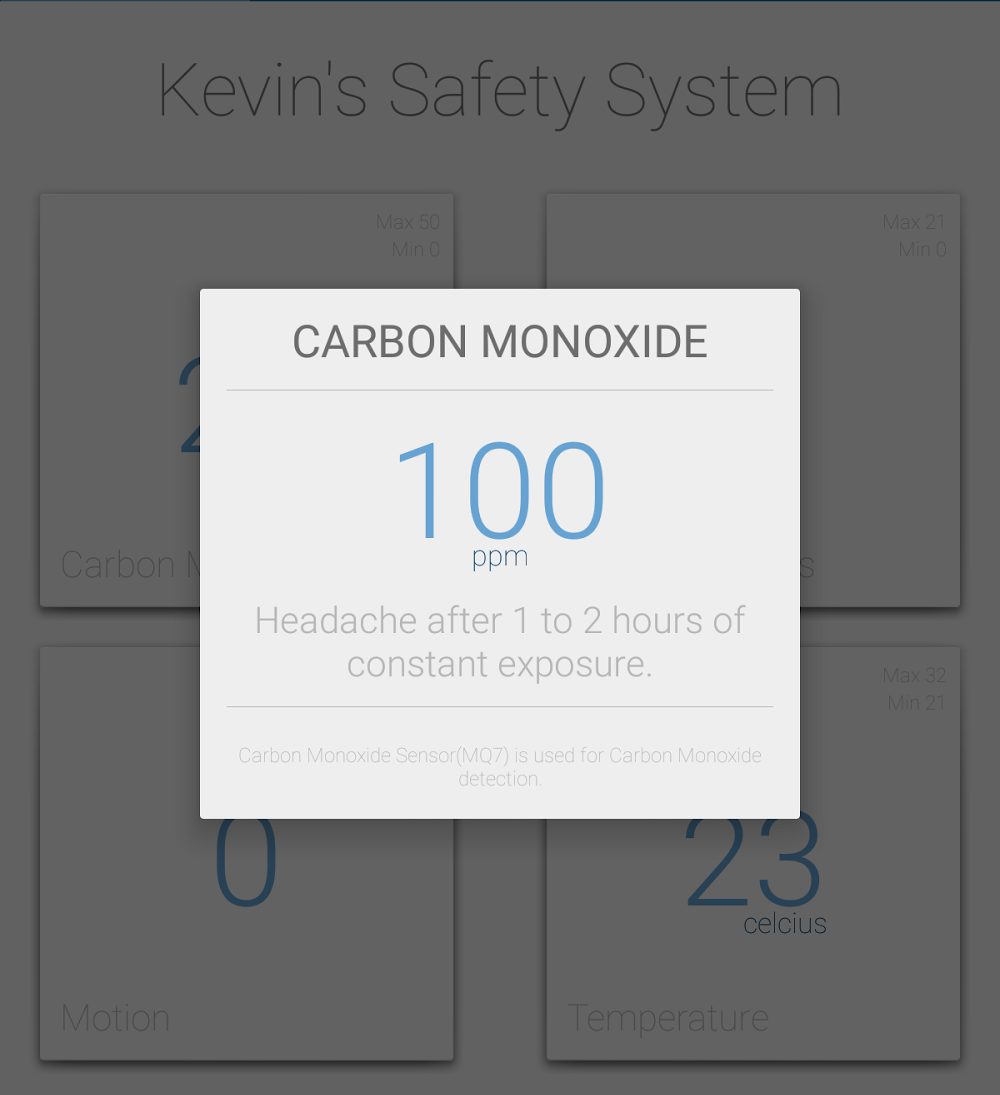 Kevin's Safety System
Max 50
Min 0
Max 21
Min 0
CARBON MONOXIDE
100
ppm
Headache after 1 to 2 hours of
constant exposure.
Carbon Monoxide Sensor(MQ7) is used for Carbon Monoxide
detection.
Carbon
Max 32
Min 21
0
Motion
23
celcius
Temperature